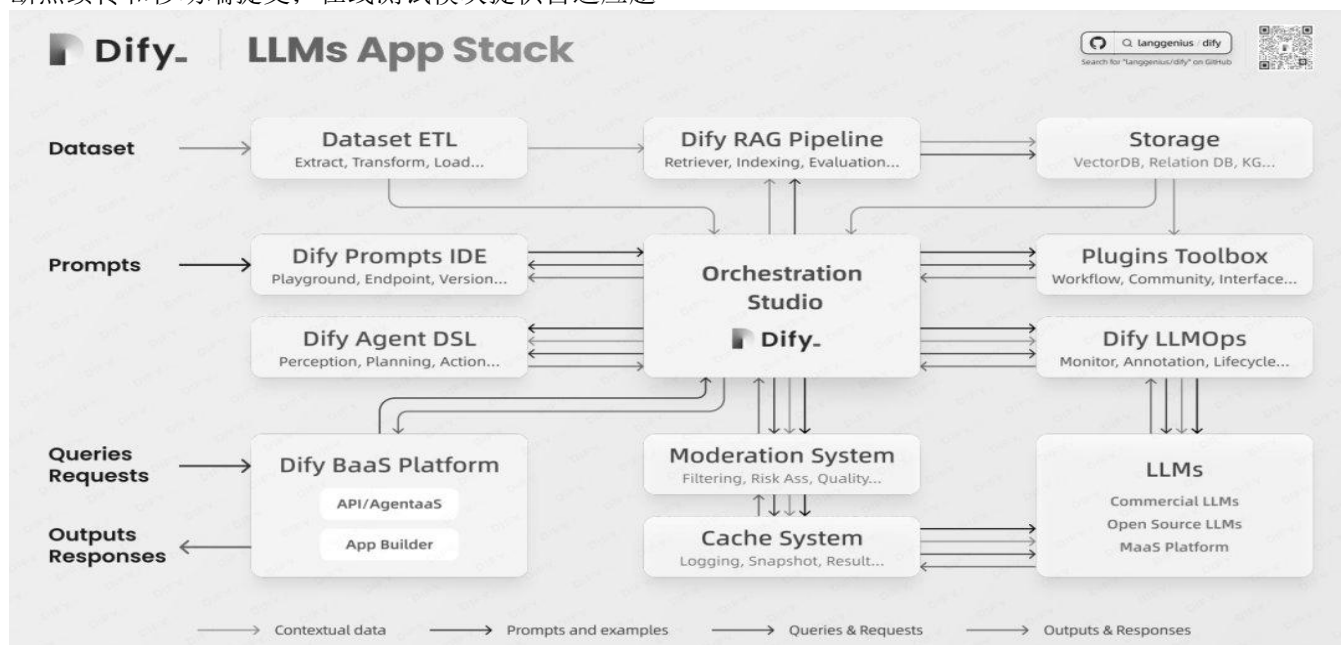 Dify_ LLMs App Stack
langgenius / dify
Search for "langgenius/dify" on GitHub
Dataset
Dataset ETL
Extract, Transform, Load...
Dify RAG Pipeline
Retriever, Indexing, Evaluation...
Storage
VectorDB, Relation DB, KG...
Prompts
Dify Prompts IDE
Playground, Endpoint, Version...
Orchestration
Studio
Dify_
Plugins Toolbox
Workflow, Community, Interface...
Dify Agent DSL
Perception, Planning, Action...
Dify LLMOps
Monitor, Annotation, Lifecycle...
Queries
Requests
Dify BaaS Platform
API/AgentaaS
App Builder
Outputs
Responses
Moderation System
Filtering, Risk Ass, Quality...
Cache System
Logging, Snapshot, Result...
LLMs
Commercial LLMs
Open Source LLMs
MaaS Platform
Contextual data
Prompts and examples
Queries & Requests
Outputs & Responses